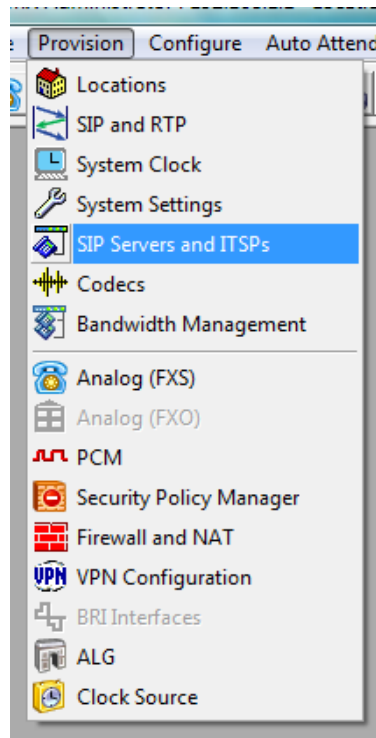 Provision Configure Auto Attend
Locations
SIP and RTP
System Clock
System Settings
SIP Servers and ITSPs
Codecs
Bandwidth Management
Analog (FXS)
Analog (FXO)
PCM
Security Policy Manager
Firewall and NAT
VPN VPN Configuration
BRI Interfaces
ALG
Clock Source